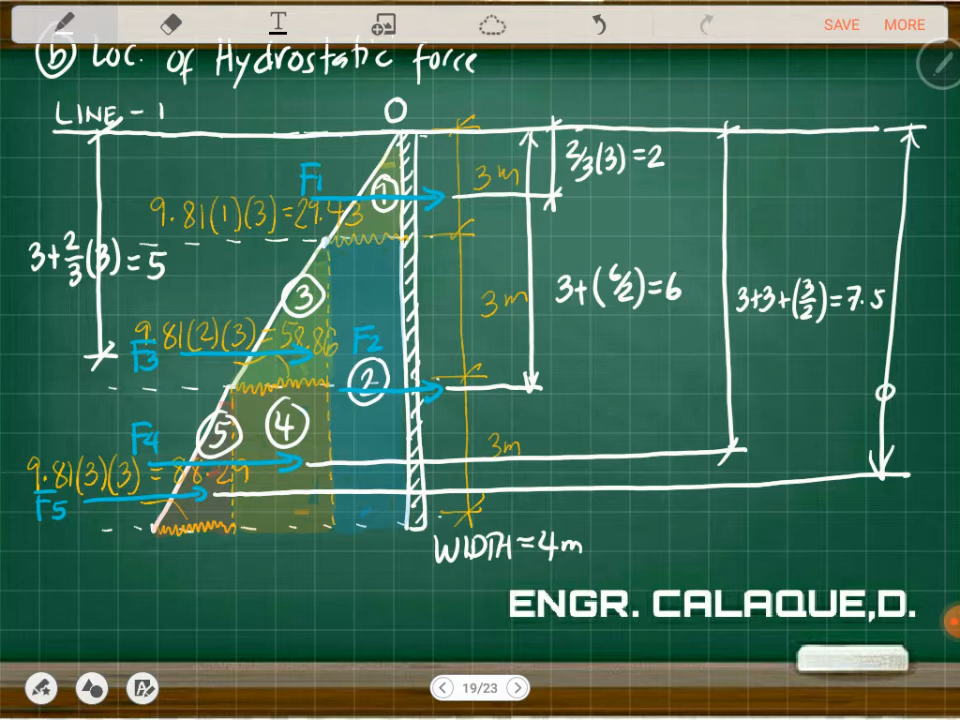 SAVE MORE
(b) Loc. of Hydrostatic force
LINE - 1
O
2/3(3)=2
F1
1
3m
9.81(1)(3)=29.43
3+2/3(3)=5
3
3m
3+(6/2)=6
3+3+(3/2)=7.5
9.81(2)(3)=58.86
F2
F3
2
5
4
F4
3m
9.81(3)(3)=88.29
F5
WIDTH=4m
ENGR. CALAQUE,D.
19/23